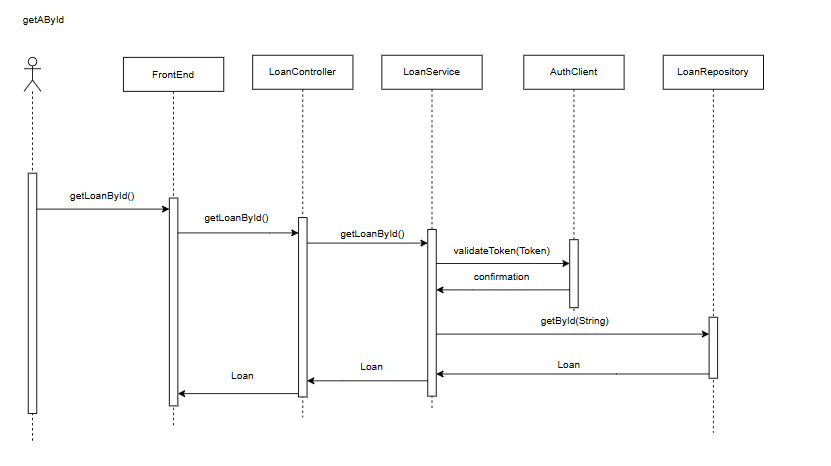 getAById
FrontEnd
LoanController
LoanService
AuthClient
LoanRepository
getLoanById()
getLoanById()
getLoanById()
validateToken(Token)
confirmation
getById(String)
Loan
Loan
Loan